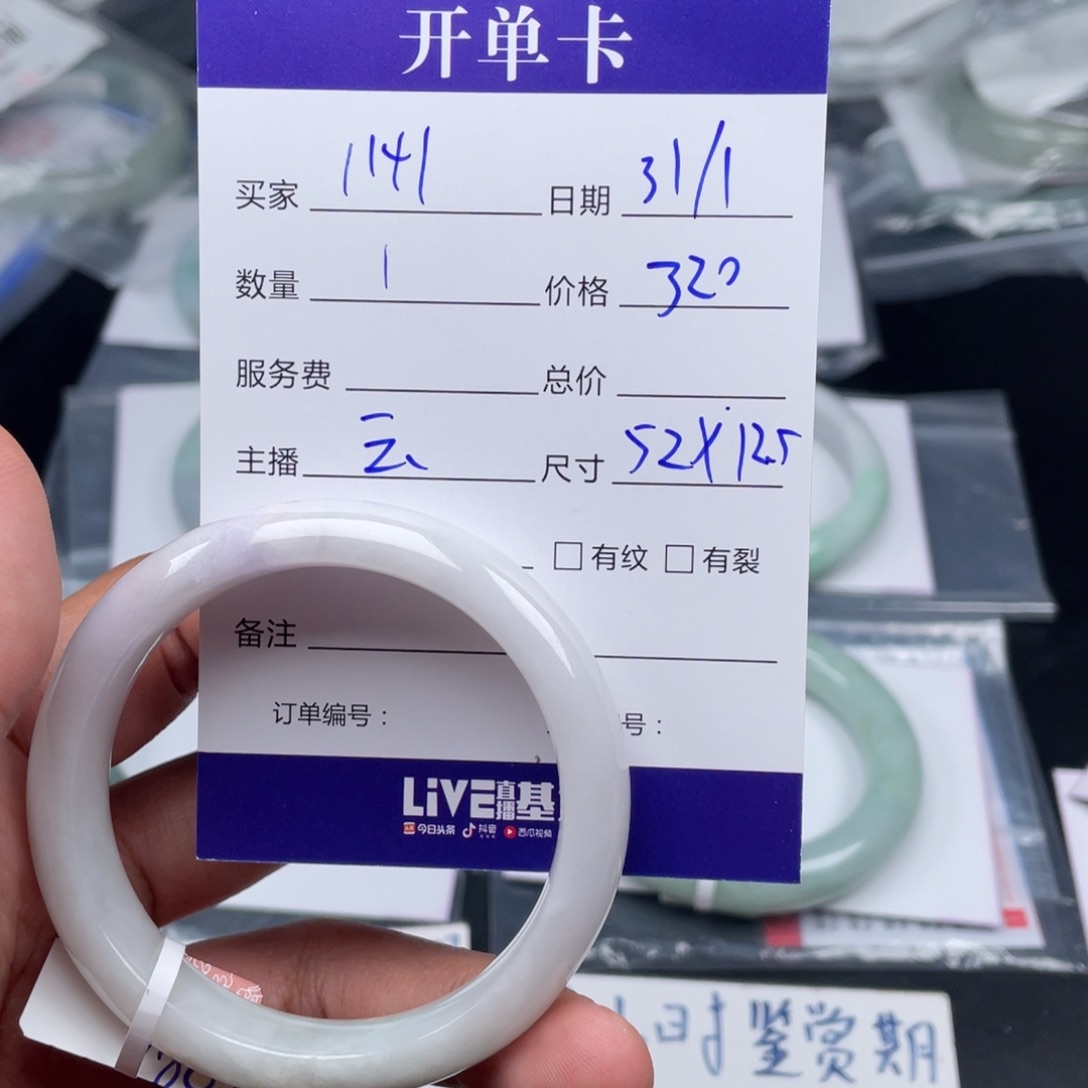 开单卡
买家 1141 日期 31/1
数量 1 价格 320
服务费 总价
主播 云 尺寸 52X12.5
□有纹 □有裂
备注
订单编号： 号：
LIVE直播基
今日头条 抖音 西瓜视频
时鉴赏期